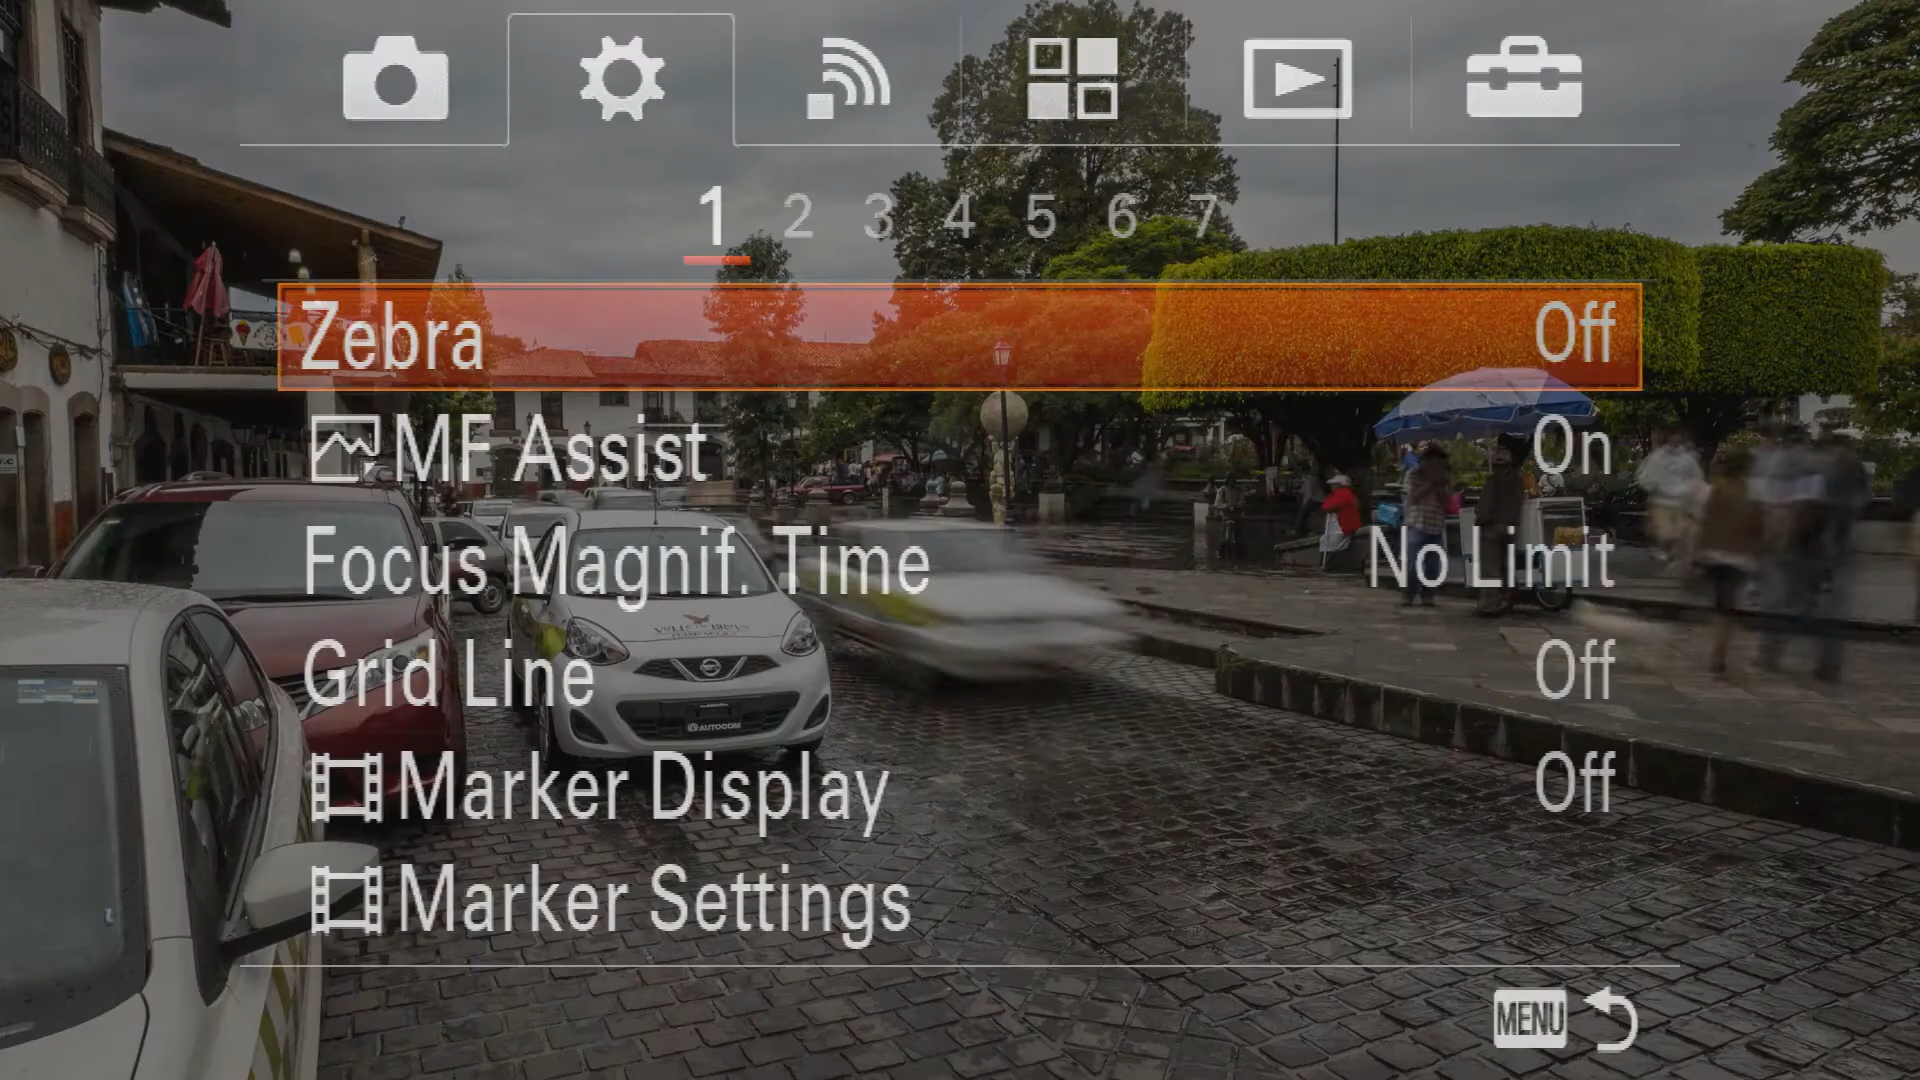 1 2 3 4 5 6 7
Zebra Off
MF Assist On
Focus Magnif. Time No Limit
Grid Line Off
AUTOCOM
Marker Display Off
Marker Settings
MENU